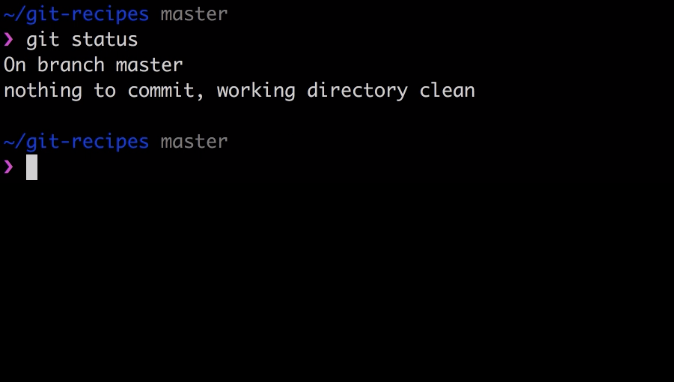 ~/git-recipes master
❯ git status
On branch master
nothing to commit, working directory clean
~/git-recipes master
❯